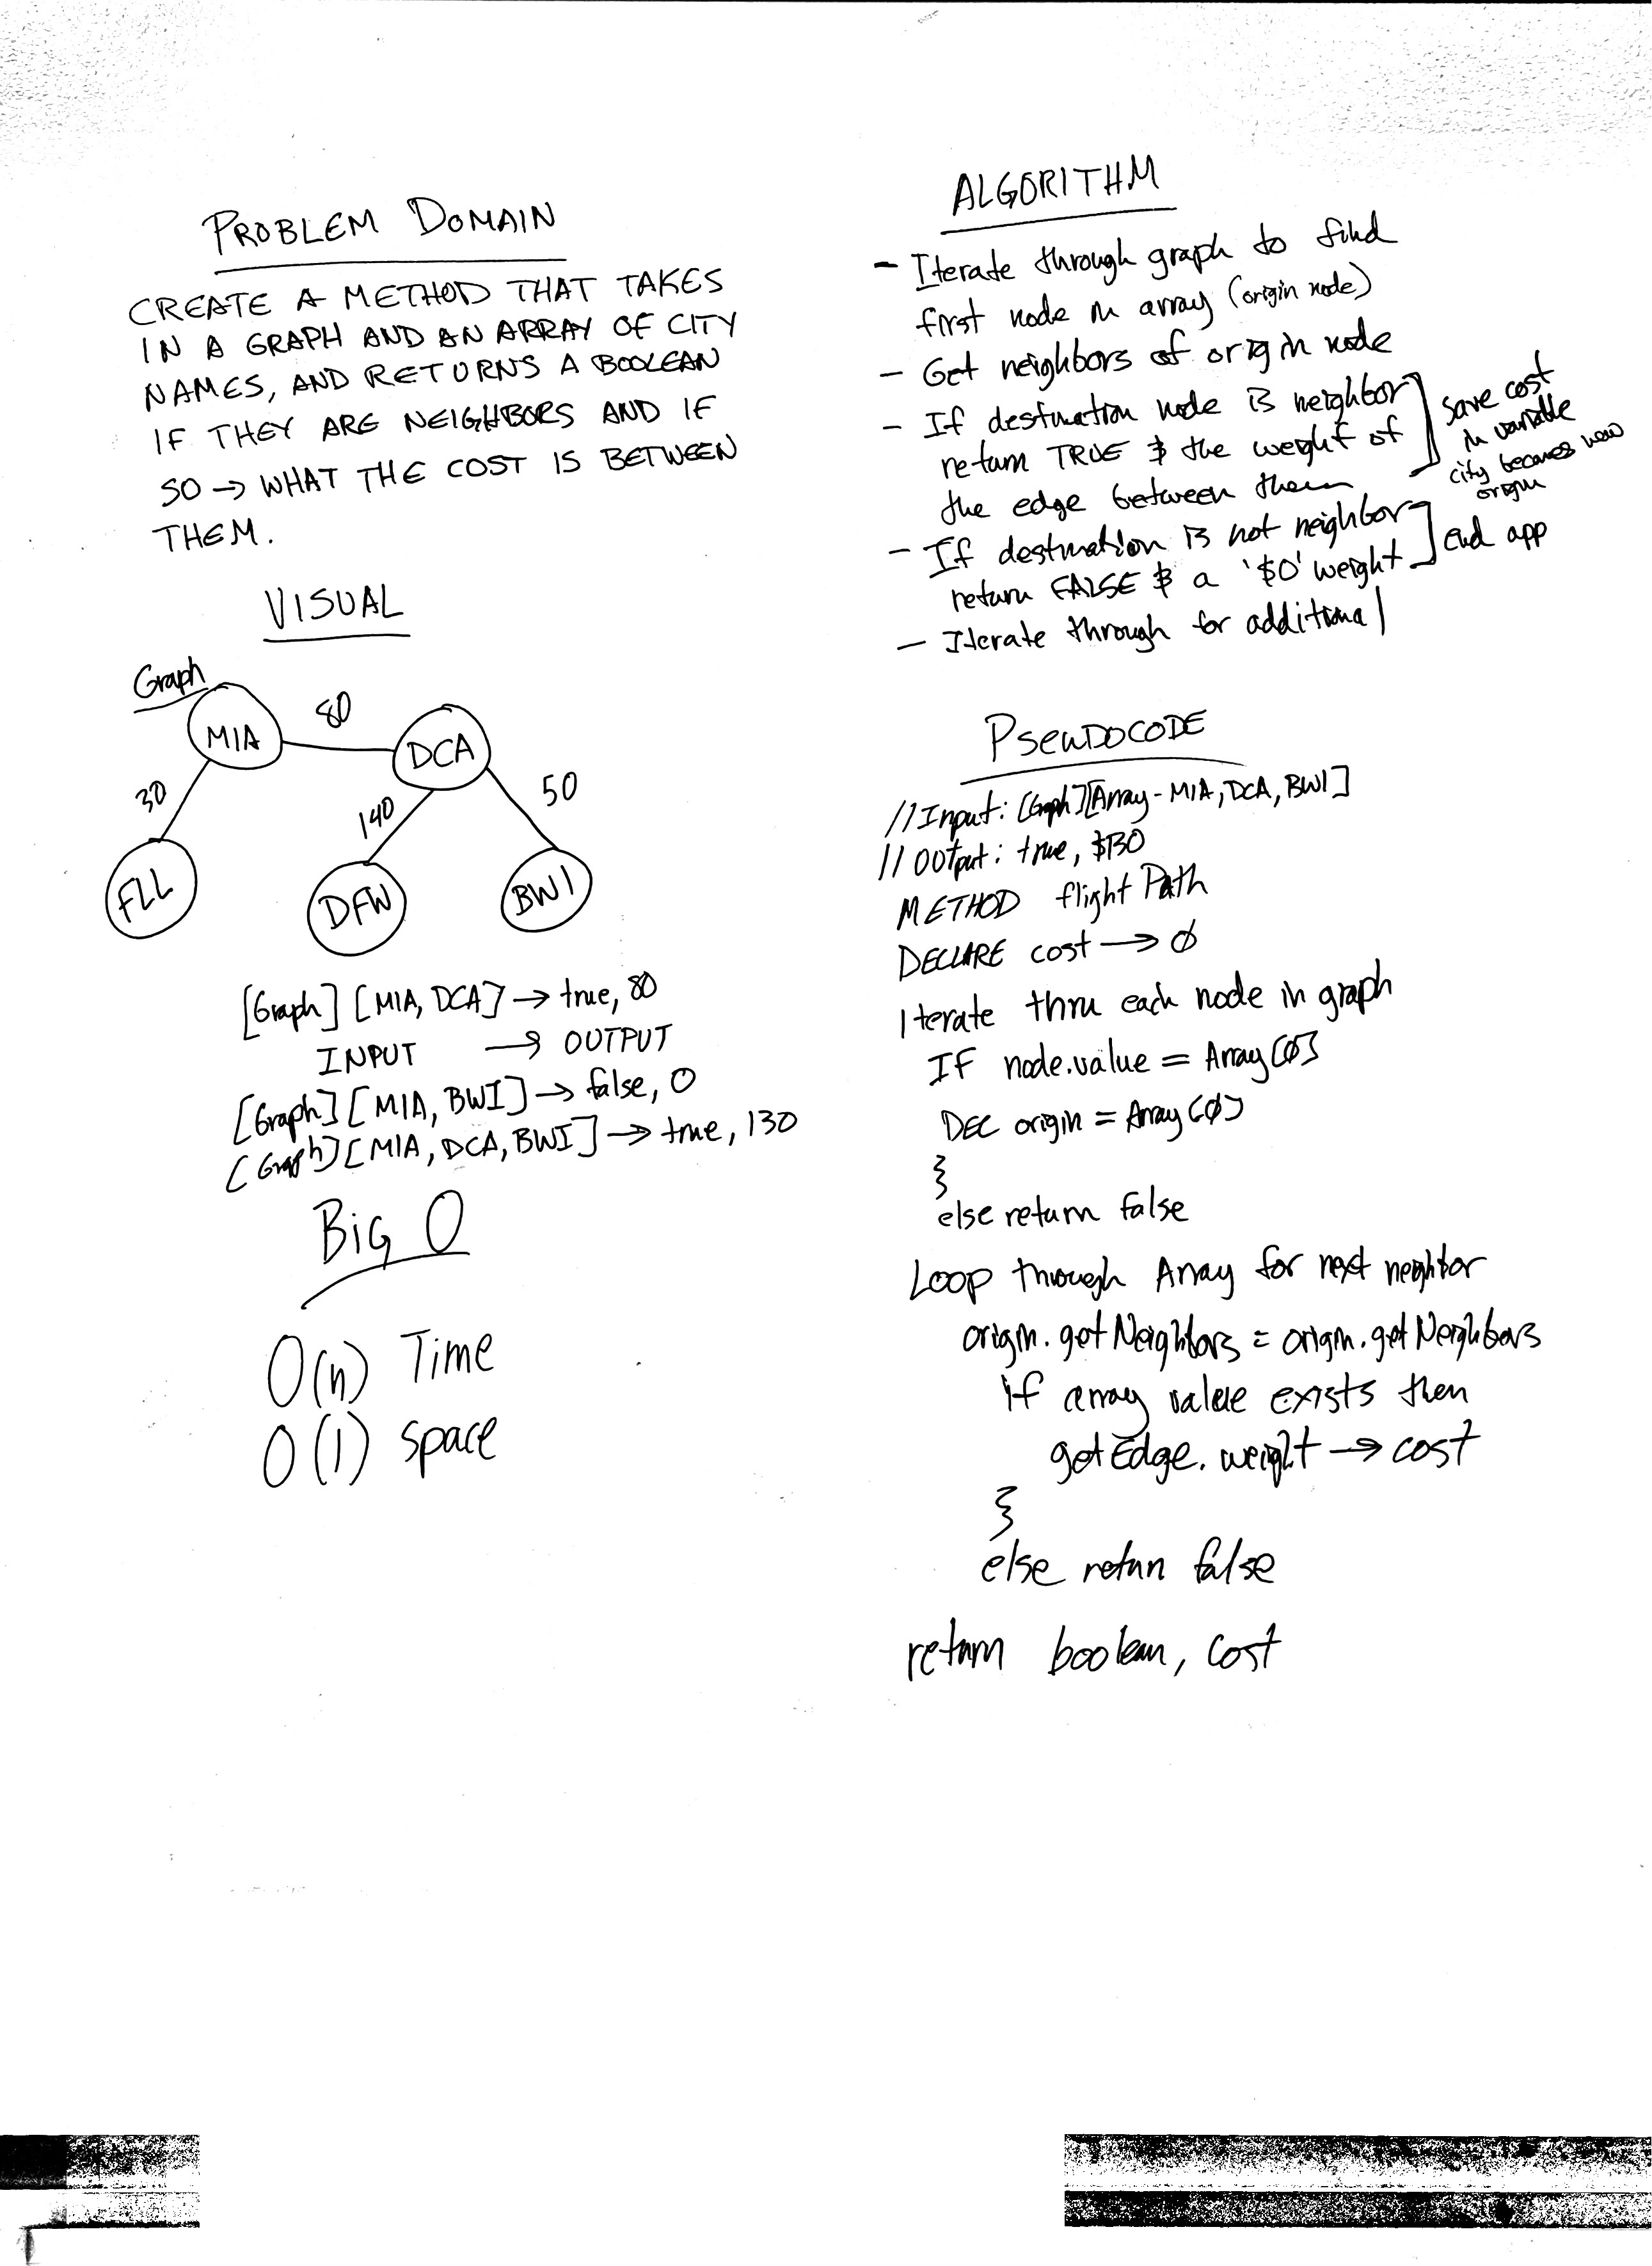 PROBLEM DOMAIN
CREATE A METHOD THAT TAKES
IN A GRAPH AND AN ARRAY OF CITY
NAMES, AND RETURNS A BOOLEAN
IF THEY ARE NEIGHBORS AND IF
SO → WHAT THE COST IS BETWEEN
THEM.
VISUAL
Graph
MIA
80
DCA
30
140
50
FLL
DFW
BWI
[Graph] [MIA, DCA] → true, 80
INPUT → OUTPUT
[Graph] [MIA, BWI] → false, 0
[Graph] [MIA, DCA, BWI] → true, 130
Big O
O(n) Time
O(1) space
ALGORITHM
- Iterate through graph to find
first node in array (origin node)
- Get neighbors of origin node
- If destination node is neighbor
return TRUE & the weight of
the edge between them
save cost
in variable
city becomes new
origin
- If destination is not neighbor
return FALSE & a '$0' weight
end app
- Iterate through for additional
PSEUDOCODE
//Input: [Graph][Array - MIA, DCA, BWI]
//Output: true, $130
METHOD flight Path
DECLARE cost → 0
Iterate thru each node in graph
IF node.value = Array[0]
DEC origin = Array[0]
}
else return false
Loop through Array for next neighbor
origin.getNeighbors = origin.getNeighbors
if array value exists then
getEdge.weight → cost
}
else return false
return boolean, cost